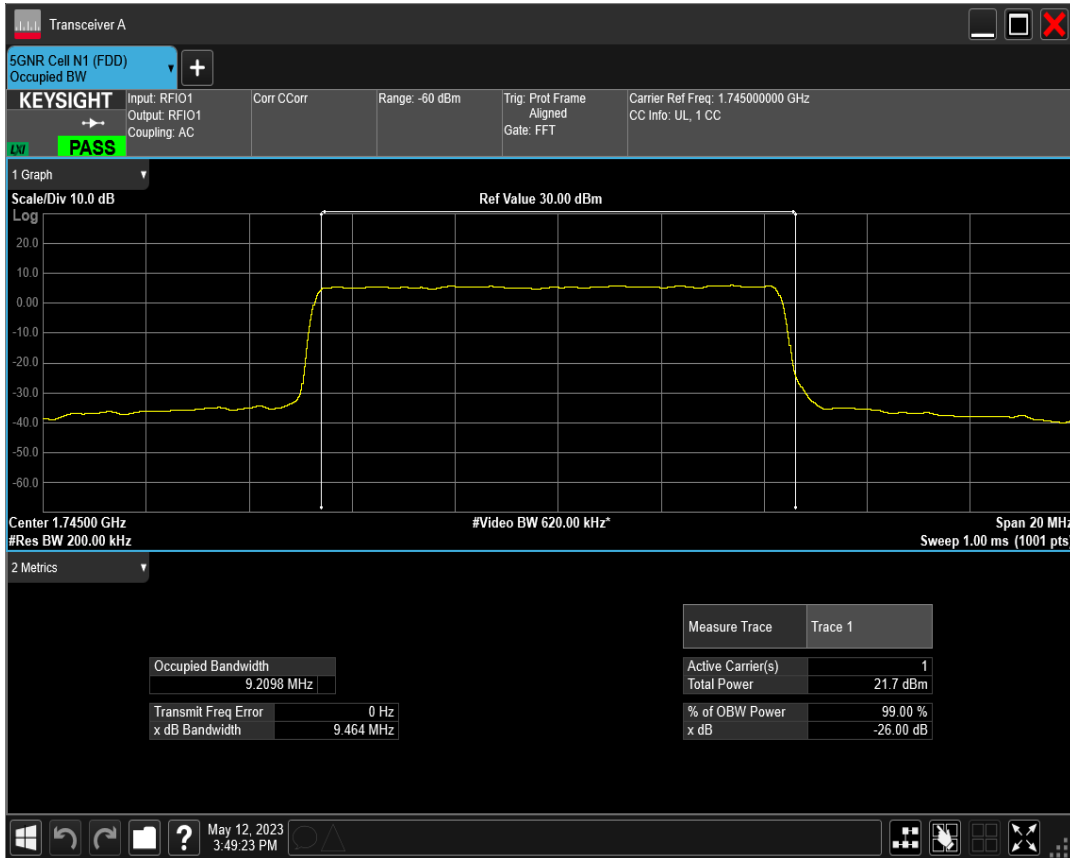 Transceiver A
5GNR Cell N1 (FDD)
Occupied BW
+
KEYSIGHT
Input: RFIO1
Output: RFIO1
Coupling: AC
Corr CCorr
Range: -60 dBm
Trig: Prot Frame
Aligned
Gate: FFT
Carrier Ref Freq: 1.745000000 GHz
CC Info: UL, 1 CC
LXI
PASS
1 Graph
Scale/Div 10.0 dB
Ref Value 30.00 dBm
Log
20.0
10.0
0.00
-10.0
-20.0
-30.0
-40.0
-50.0
-60.0
Center 1.74500 GHz
#Video BW 620.00 kHz*
Span 20 MHz
#Res BW 200.00 kHz
Sweep 1.00 ms (1001 pts)
2 Metrics
Measure Trace Trace 1
Occupied Bandwidth
9.2098 MHz
Active Carrier(s) 1
Total Power 21.7 dBm
Transmit Freq Error 0 Hz
x dB Bandwidth 9.464 MHz
% of OBW Power 99.00 %
x dB -26.00 dB
?
May 12, 2023
3:49:23 PM